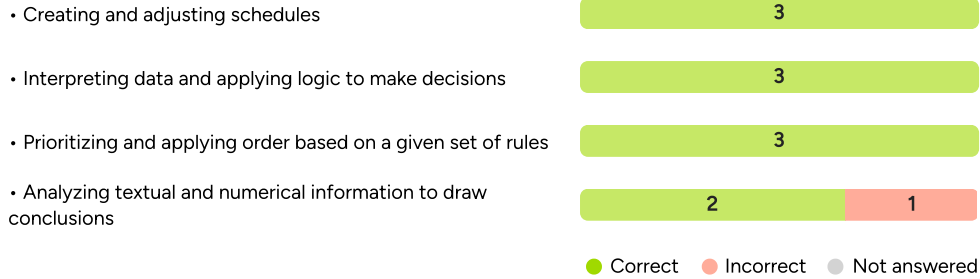 • Creating and adjusting schedules 3
• Interpreting data and applying logic to make decisions 3
• Prioritizing and applying order based on a given set of rules 3
• Analyzing textual and numerical information to draw
conclusions 2 1
Correct Incorrect Not answered